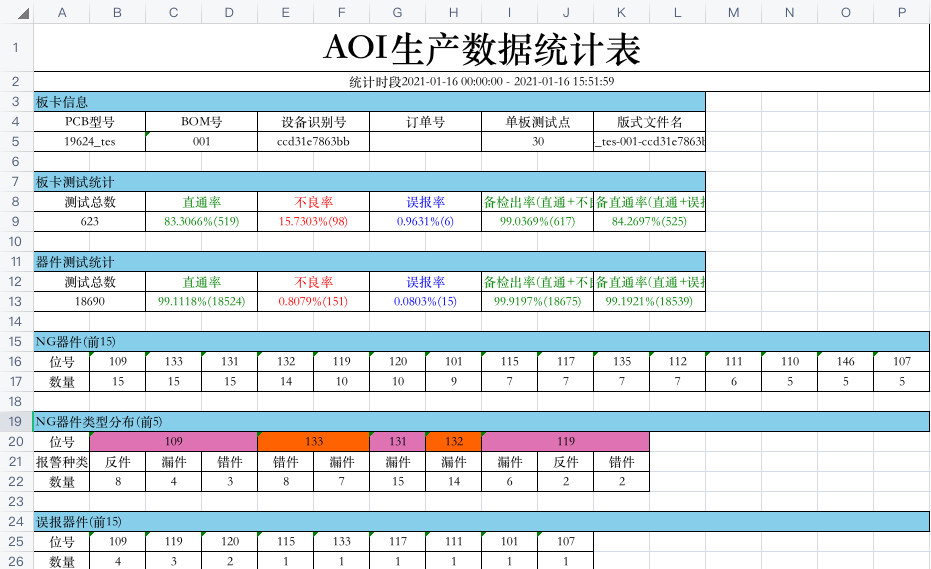 A B C D E F G H I J K L M N O P
1 AOI生产数据统计表
2 统计时段2021-01-16 00:00:00 - 2021-01-16 15:51:59
3 板卡信息
4 PCB型号 BOM号 设备识别号 订单号 单板测试点 版式文件名
5 19624_tes 001 ccd31e7863bb 30 _tes-001-ccd31e7863b
6
7 板卡测试统计
8 测试总数 直通率 不良率 误报率 备检出率(直通+不 备直通率(直通+误报
9 623 83.3066%(519) 15.7303%(98) 0.9631%(6) 99.0369%(617) 84.2697%(525)
10
11 器件测试统计
12 测试总数 直通率 不良率 误报率 备检出率(直通+不 备直通率(直通+误报
13 18690 99.1118%(18524) 0.8079%(151) 0.0803%(15) 99.9197%(18675) 99.1921%(18539)
14
15 NG器件(前15)
16 位号 109 133 131 132 119 120 101 115 117 135 112 111 110 146 107
17 数量 15 15 15 14 10 10 9 7 7 7 7 6 5 5 5
18
19 NG器件类型分布(前5)
20 位号 109 133 131 132 119
21 报警种类 反件 漏件 错件 错件 漏件 漏件 漏件 漏件 反件 错件
22 数量 8 4 3 8 7 15 14 6 2 2
23
24 误报器件(前15)
25 位号 109 119 120 115 133 117 111 101 107
26 数量 4 3 2 1 1 1 1 1 1